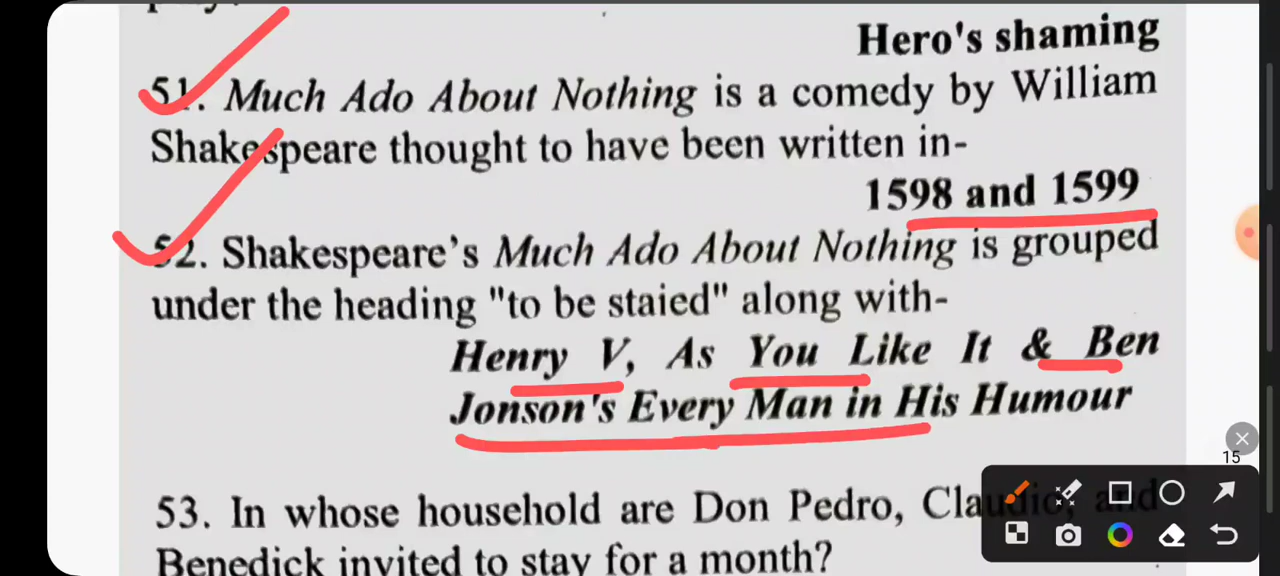 Hero's shaming
51. Much Ado About Nothing is a comedy by William
Shakespeare thought to have been written in-
1598 and 1599
52. Shakespeare's Much Ado About Nothing is grouped
under the heading "to be staied" along with-
Henry V, As You Like It & Ben
Jonson's Every Man in His Humour
15
53. In whose household are Don Pedro, Claudio, and
Benedick invited to stay for a month?